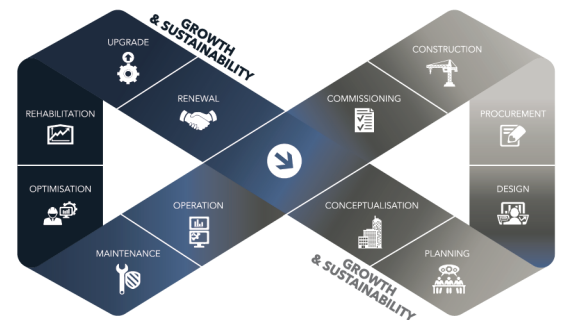 GROWTH
& SUSTAINABILITY
UPGRADE
CONSTRUCTION
RENEWAL
COMMISSIONING
REHABILITATION
PROCUREMENT
OPTIMISATION
DESIGN
OPERATION
CONCEPTUALISATION
MAINTENANCE
PLANNING
GROWTH
& SUSTAINABILITY